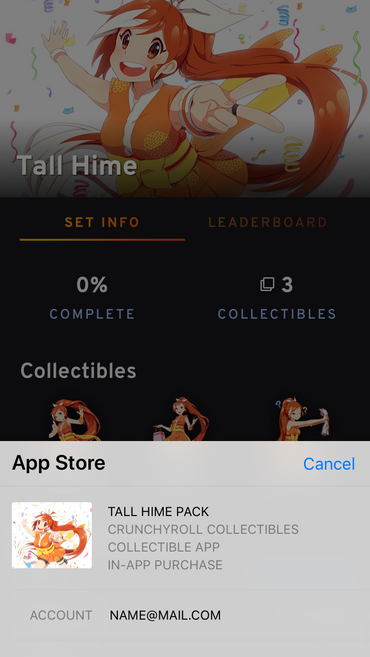 Tall Hime
SET INFO
LEADERBOARD
0%
3
COMPLETE
COLLECTIBLES
Collectibles
App Store
Cancel
TALL HIME PACK
CRUNCHYROLL COLLECTIBLES
COLLECTIBLE APP
IN-APP PURCHASE
ACCOUNT
NAME@MAIL.COM